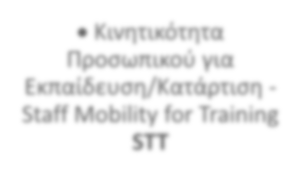 • Κινητικότητα
Προσωπικού για
Εκπαίδευση/Κατάρτιση -
Staff Mobility for Training
STT